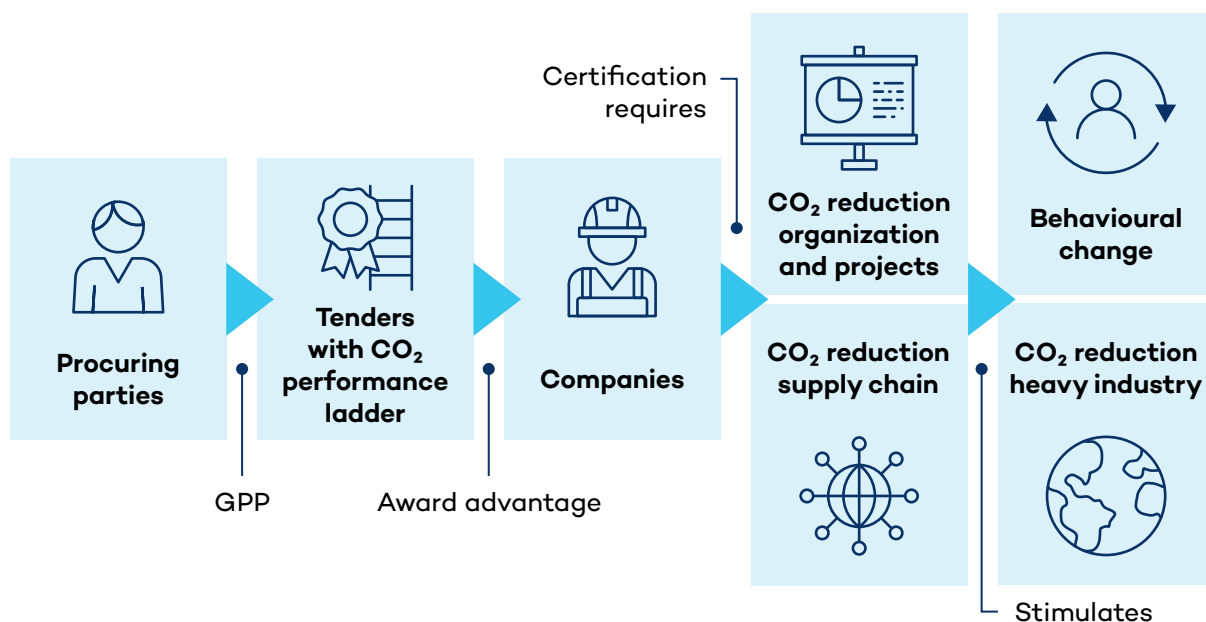 Certification
requires
Procuring
parties
Tenders
with CO₂
performance
ladder
Companies
CO₂ reduction
organization
and projects
Behavioural
change
CO₂ reduction
supply chain
CO₂ reduction
heavy industry
GPP
Award advantage
Stimulates